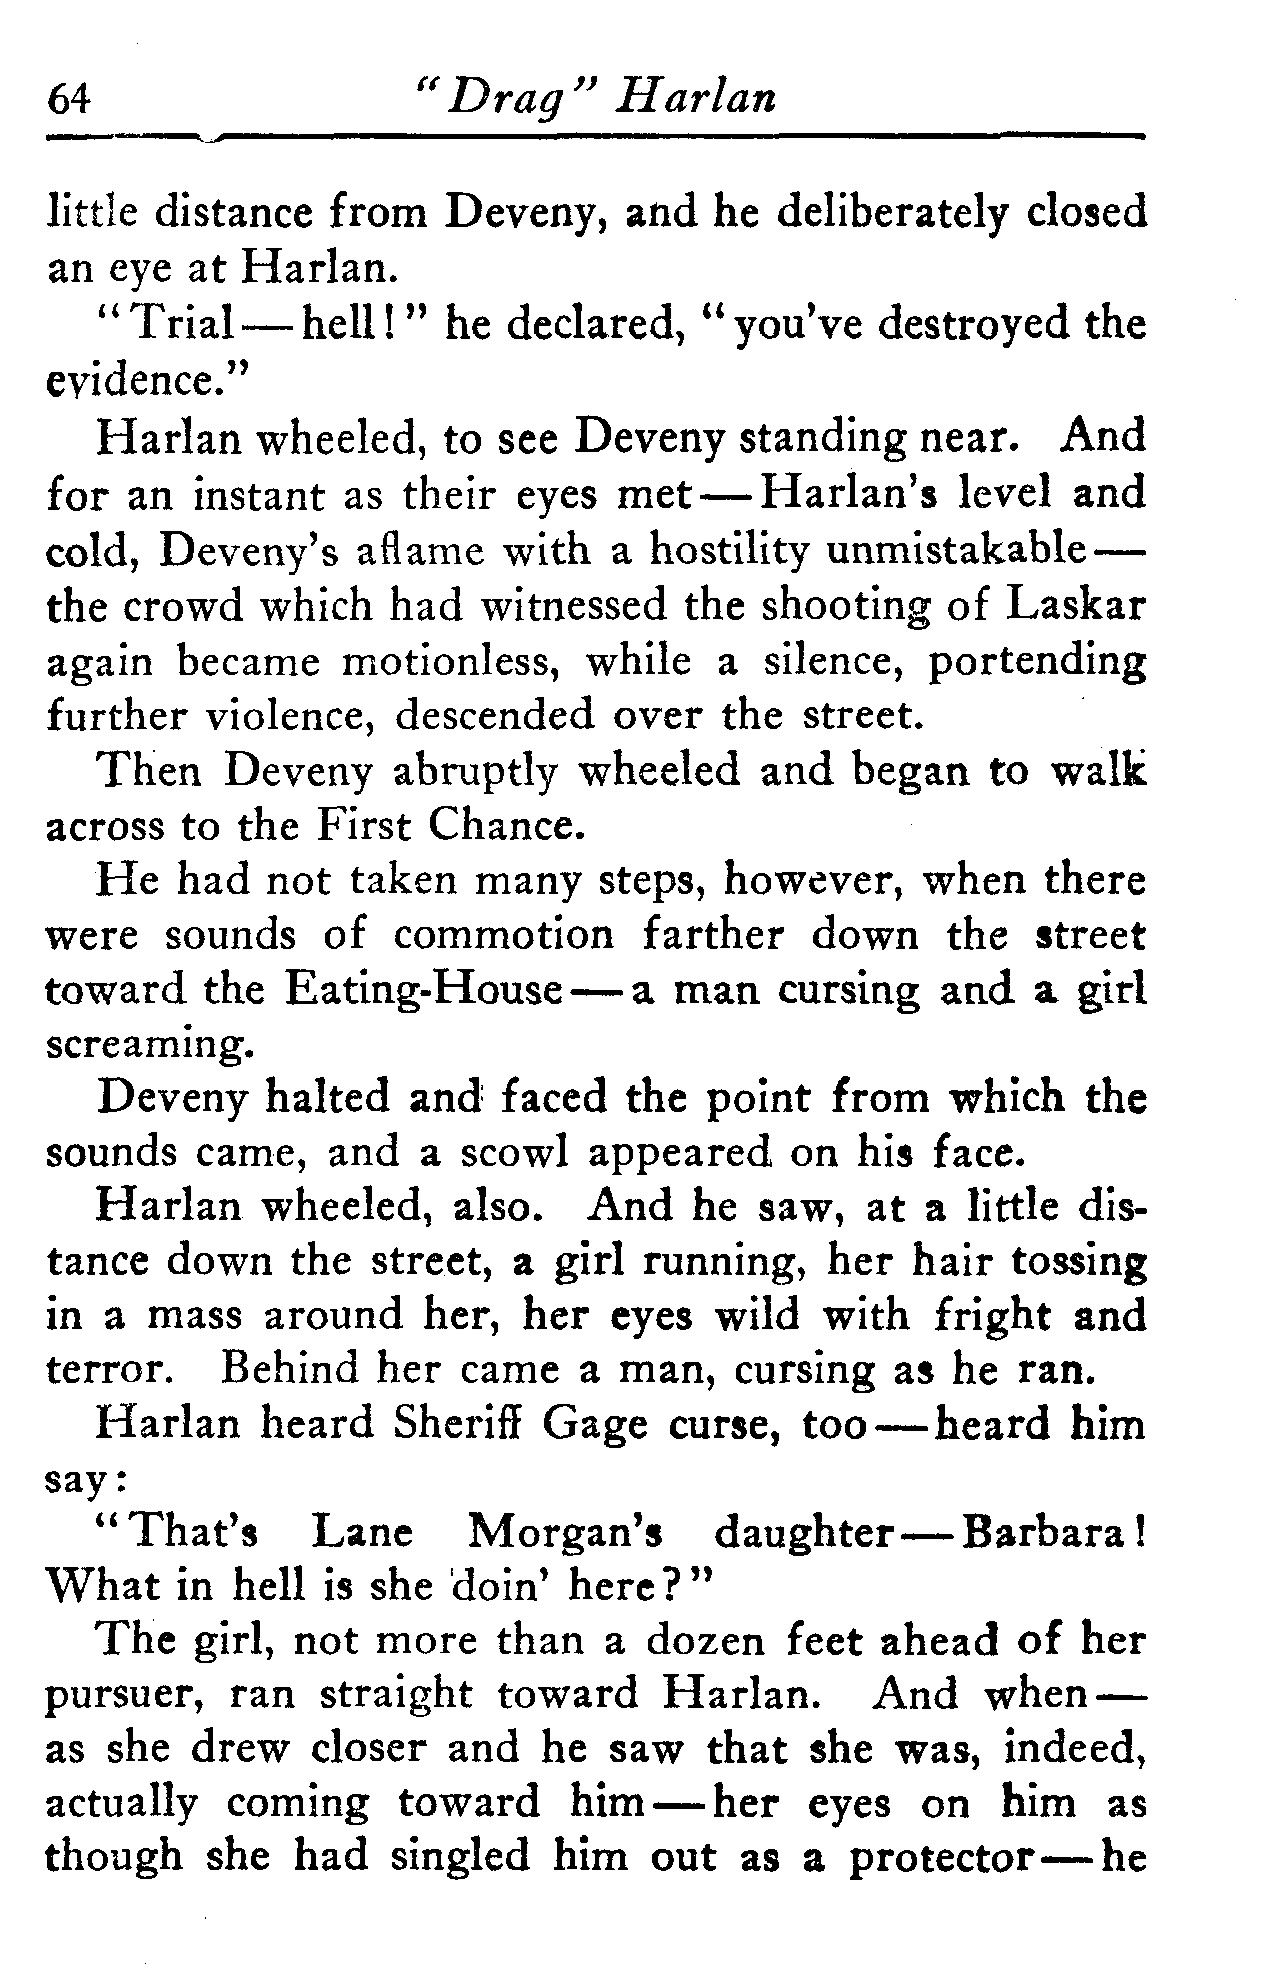 64 "Drag" Harlan
little distance from Deveny, and he deliberately closed
an eye at Harlan.
"Trial—hell!" he declared, "you've destroyed the
evidence."
Harlan wheeled, to see Deveny standing near. And
for an instant as their eyes met—Harlan's level and
cold, Deveny's aflame with a hostility unmistakable—
the crowd which had witnessed the shooting of Laskar
again became motionless, while a silence, portending
further violence, descended over the street.
Then Deveny abruptly wheeled and began to walk
across to the First Chance.
He had not taken many steps, however, when there
were sounds of commotion farther down the street
toward the Eating-House—a man cursing and a girl
screaming.
Deveny halted and faced the point from which the
sounds came, and a scowl appeared on his face.
Harlan wheeled, also. And he saw, at a little dis-
tance down the street, a girl running, her hair tossing
in a mass around her, her eyes wild with fright and
terror. Behind her came a man, cursing as he ran.
Harlan heard Sheriff Gage curse, too—heard him
say:
"That's Lane Morgan's daughter—Barbara!
What in hell is she doin' here?"
The girl, not more than a dozen feet ahead of her
pursuer, ran straight toward Harlan. And when—
as she drew closer and he saw that she was, indeed,
actually coming toward him—her eyes on him as
though she had singled him out as a protector—he